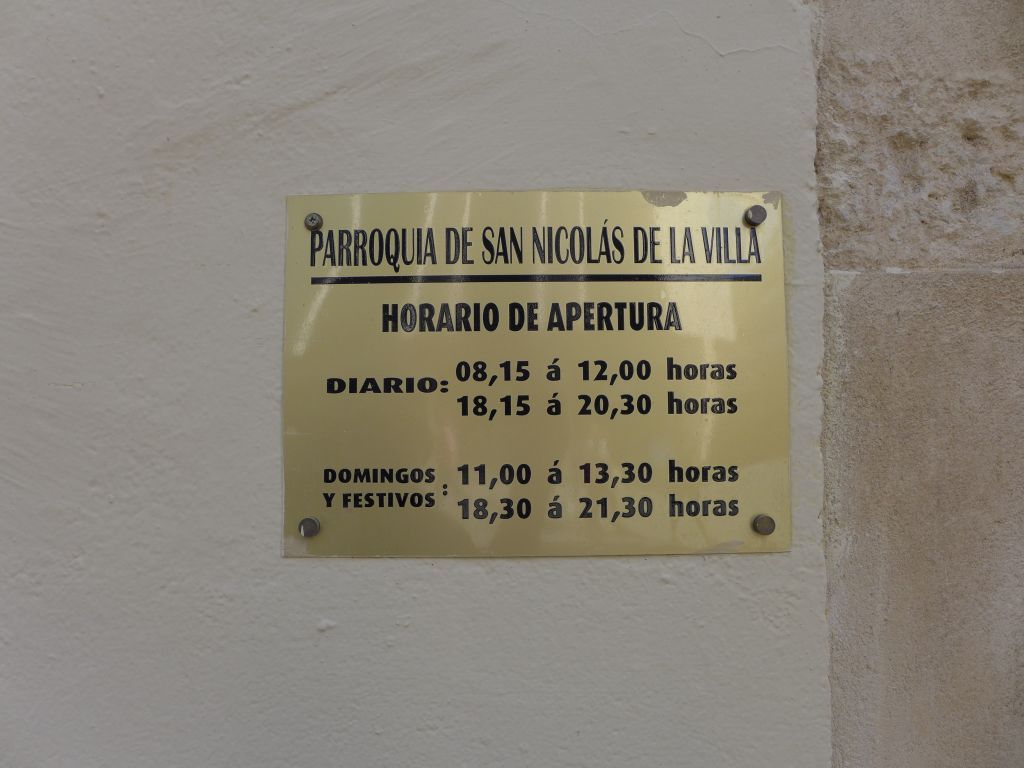 PARROQUIA DE SAN NICOLÁS DE LA VILLA
HORARIO DE APERTURA
DIARIO: 08,15 á 12,00 horas
18,15 á 20,30 horas
DOMINGOS Y FESTIVOS : 11,00 á 13,30 horas
18,30 á 21,30 horas